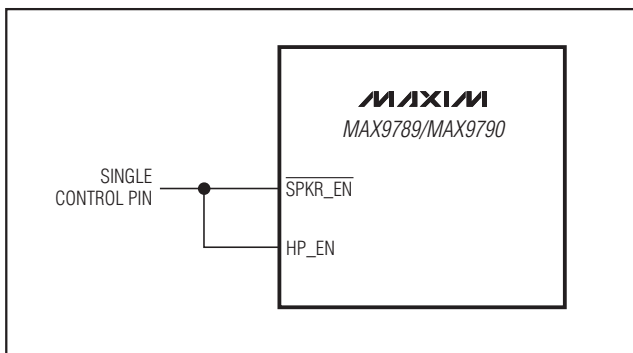 MAXIM
MAX9789/MAX9790
SINGLE
CONTROL PIN
SPKR_EN
HP_EN